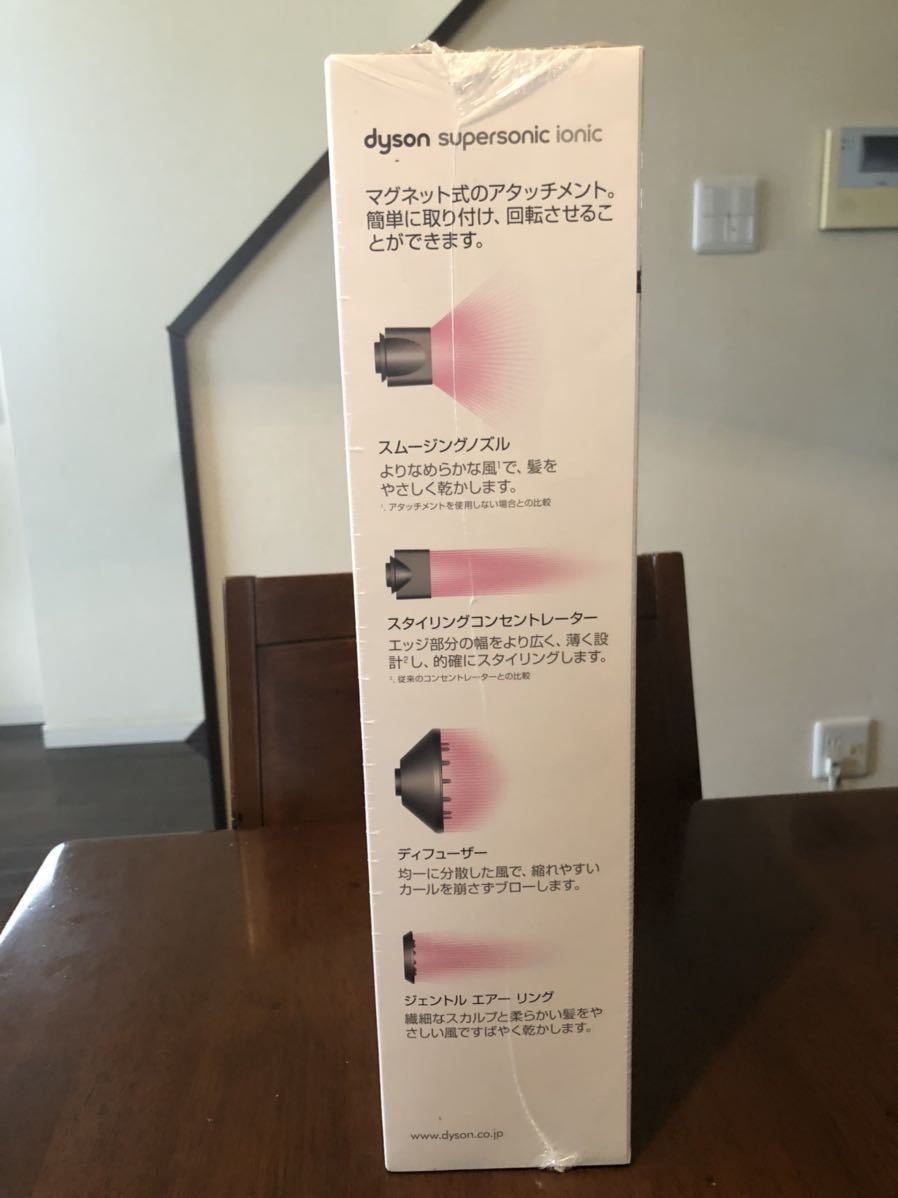 dyson supersonic ionic
マグネット式のアタッチメント。
簡単に取り付け、回転させるこ
とができます。
スムージングノズル
よりなめらかな風¹で、髪を
やさしく乾かします。
¹. アタッチメントを使用しない場合との比較
スタイリングコンセントレーター
エッジ部分の幅をより広く、薄く設
計²し、的確にスタイリングします。
². 従来のコンセントレーターとの比較
ディフューザー
均一に分散した風で、縮れやすい
カールを崩さずブローします。
ジェントル エアー リング
繊細なスカルプと柔らかい髪をや
さしい風ですばやく乾かします。
www.dyson.co.jp